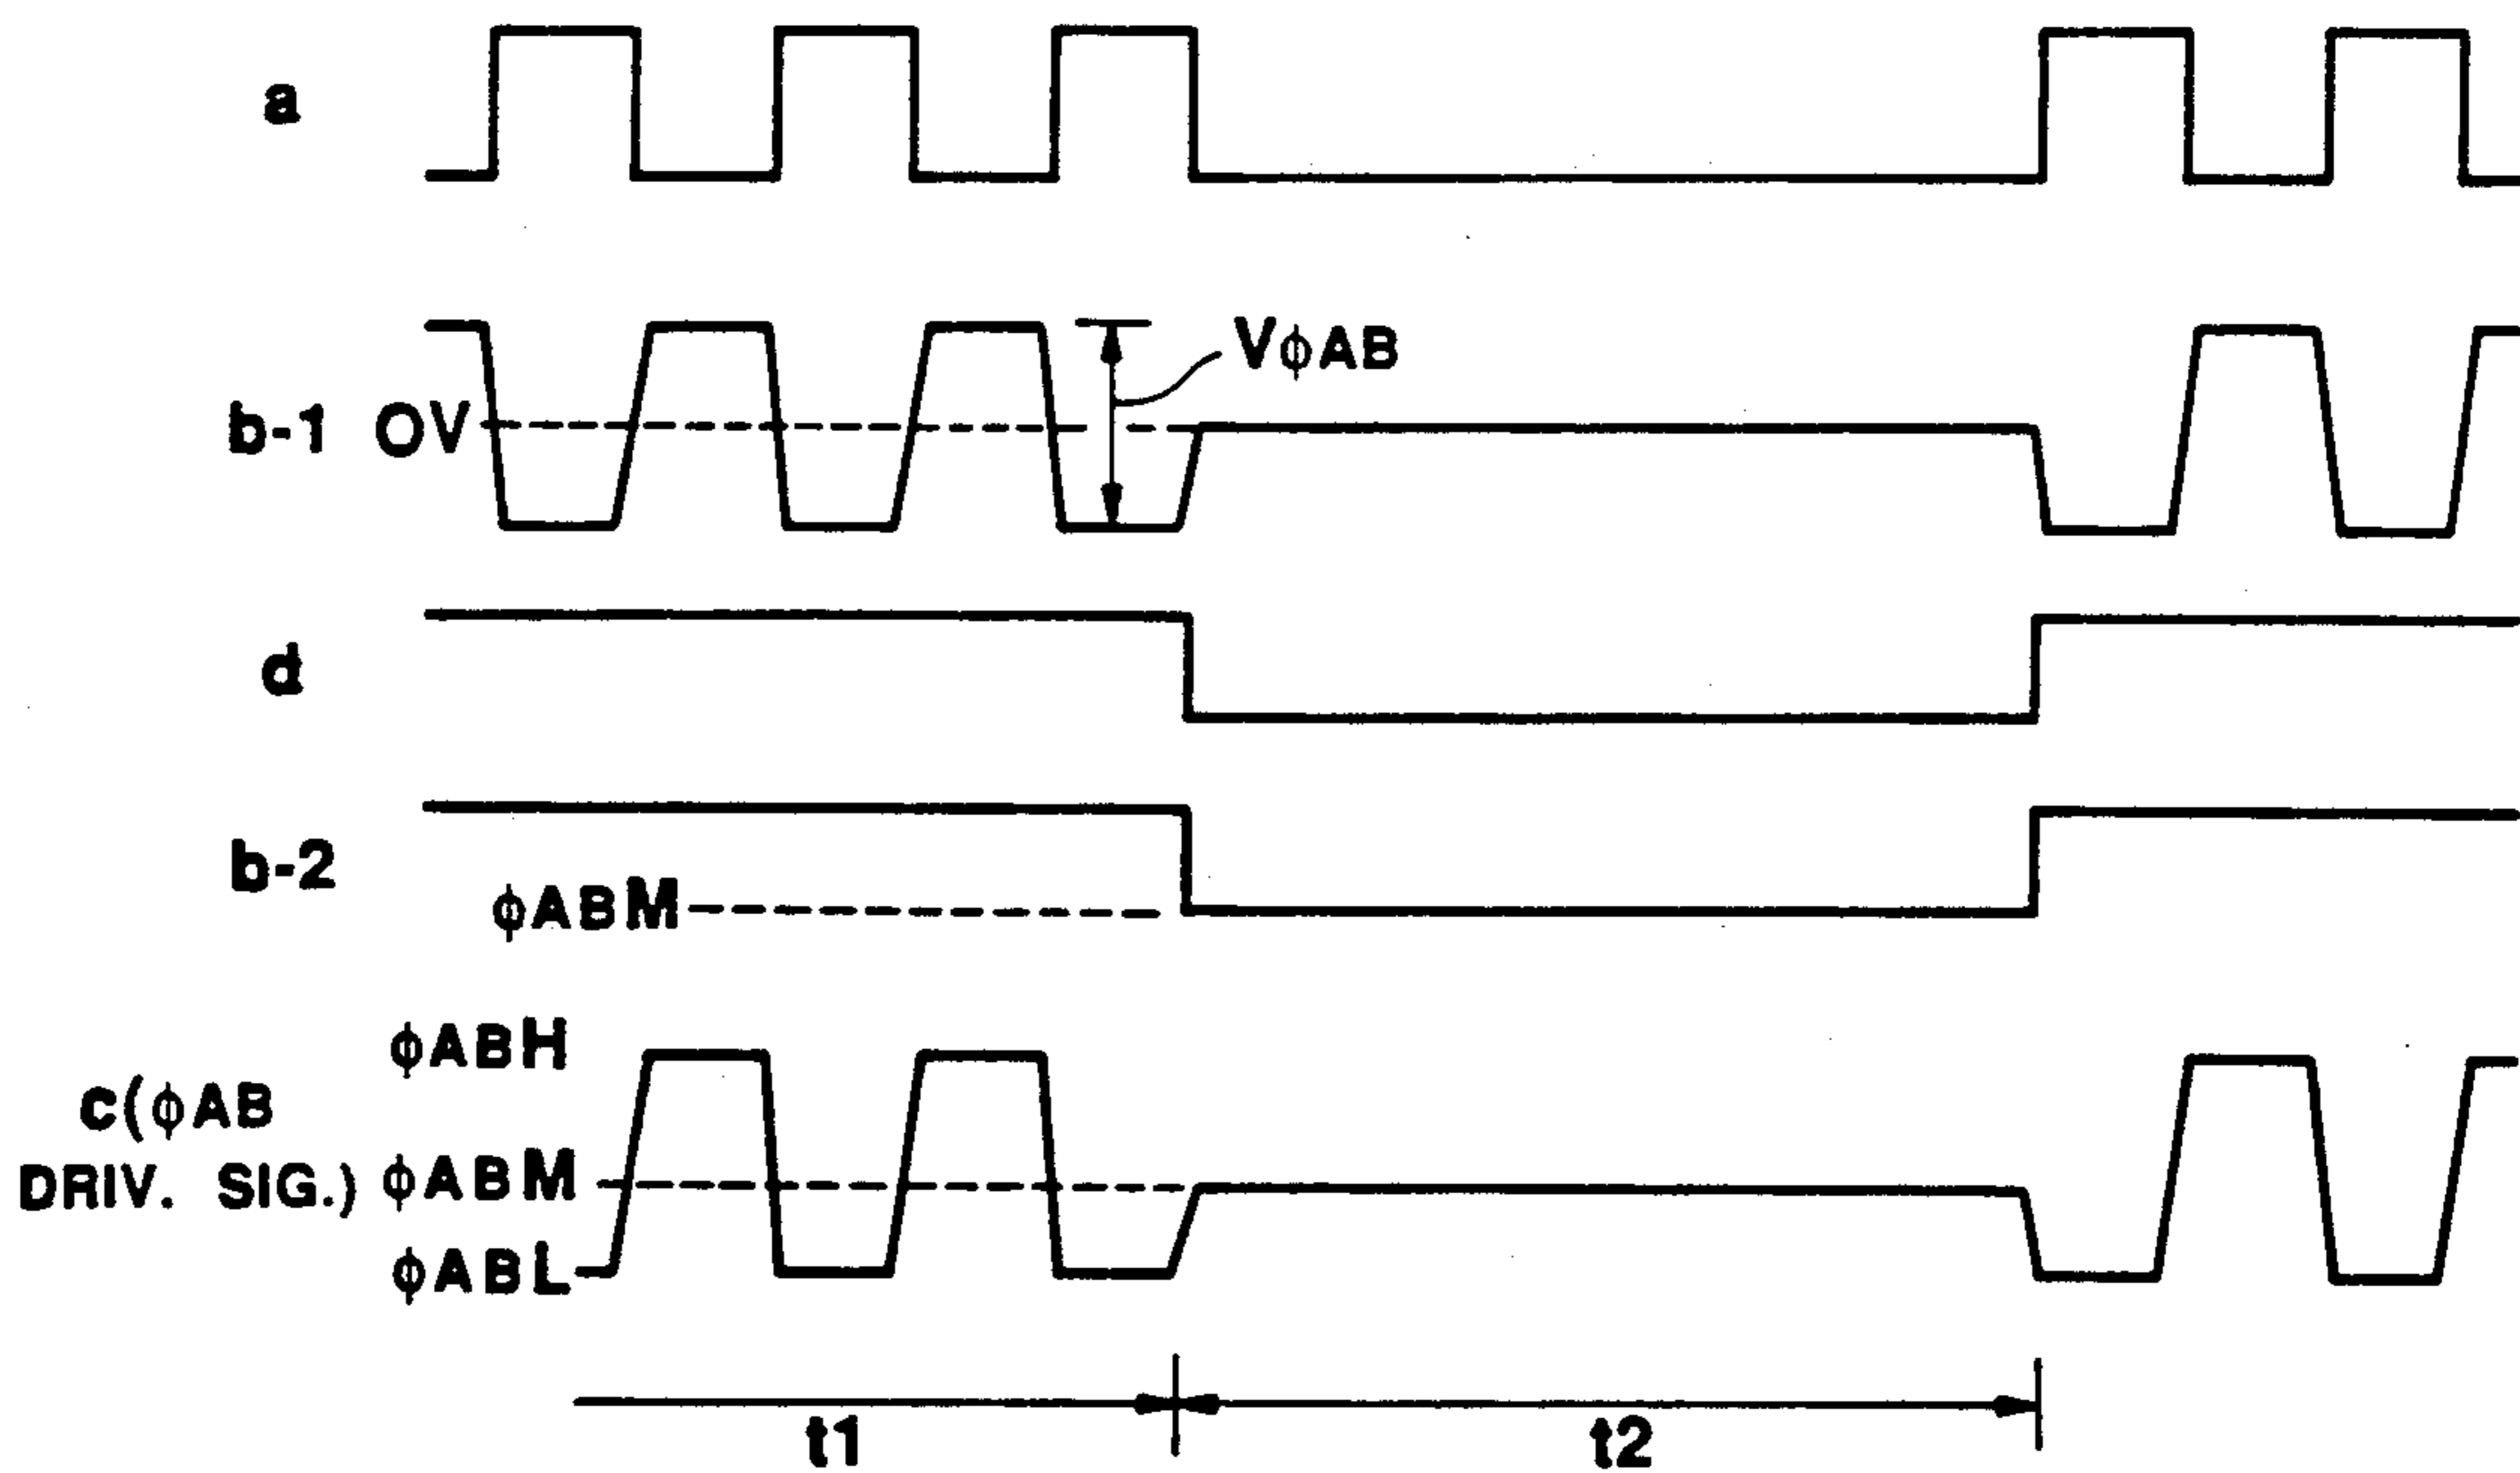 a
VϕAB
b-1 OV
d
b-2
ϕABM
ϕABH
c(ϕAB
DRIV. SIG.) ϕABM
ϕABL
t1 t2